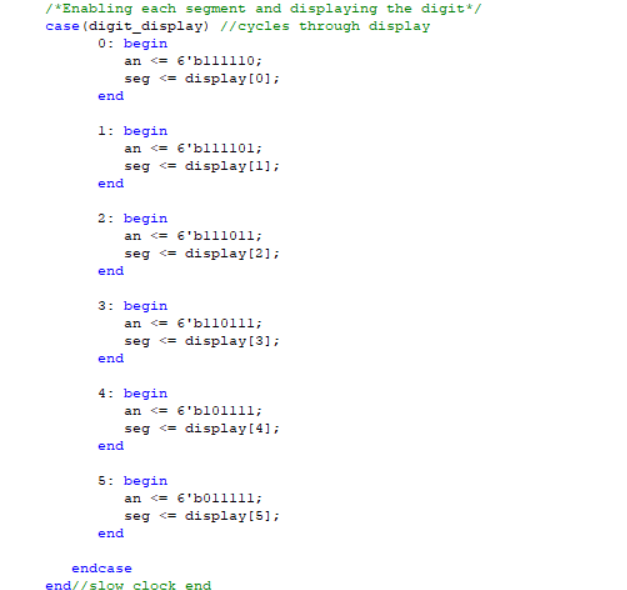 /*Enabling each segment and displaying the digit*/
case(digit_display) //cycles through display
0: begin
an <= 6'b111110;
seg <= display[0];
end
1: begin
an <= 6'b111101;
seg <= display[1];
end
2: begin
an <= 6'b111011;
seg <= display[2];
end
3: begin
an <= 6'b110111;
seg <= display[3];
end
4: begin
an <= 6'b101111;
seg <= display[4];
end
5: begin
an <= 6'b011111;
seg <= display[5];
end
endcase
end//slow clock end